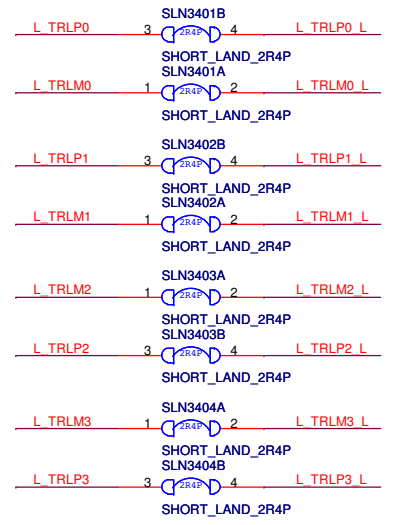 SLN3401B
L_TRLP0 3 2R4P 4 L_TRLP0_L
SHORT_LAND_2R4P
SLN3401A
L_TRLM0 1 2R4P 2 L_TRLM0_L
SHORT_LAND_2R4P
SLN3402B
L_TRLP1 3 2R4P 4 L_TRLP1_L
SHORT_LAND_2R4P
SLN3402A
L_TRLM1 1 2R4P 2 L_TRLM1_L
SHORT_LAND_2R4P
SLN3403A
L_TRLM2 1 2R4P 2 L_TRLM2_L
SHORT_LAND_2R4P
SLN3403B
L_TRLP2 3 2R4P 4 L_TRLP2_L
SHORT_LAND_2R4P
SLN3404A
L_TRLM3 1 2R4P 2 L_TRLM3_L
SHORT_LAND_2R4P
SLN3404B
L_TRLP3 3 2R4P 4 L_TRLP3_L
SHORT_LAND_2R4P